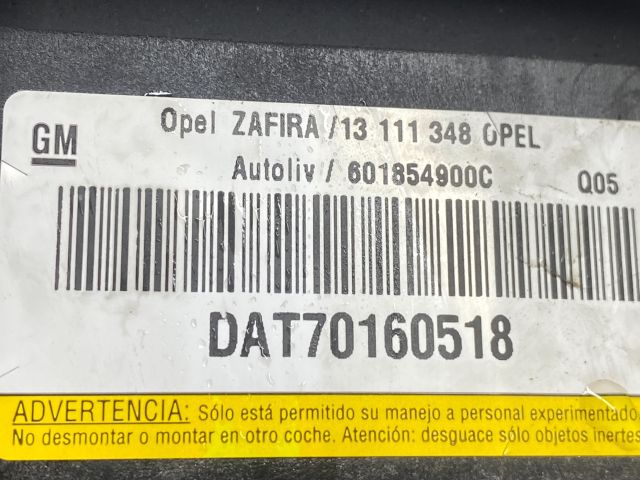 GM
Opel ZAFIRA /13 111 348 OPEL
Autoliv / 601854900C Q05
DAT70160518
ADVERTENCIA: Sólo está permitido su manejo a personal experimentado
No desmontar o montar en otro coche. Atención: desguace sólo objetos inertes